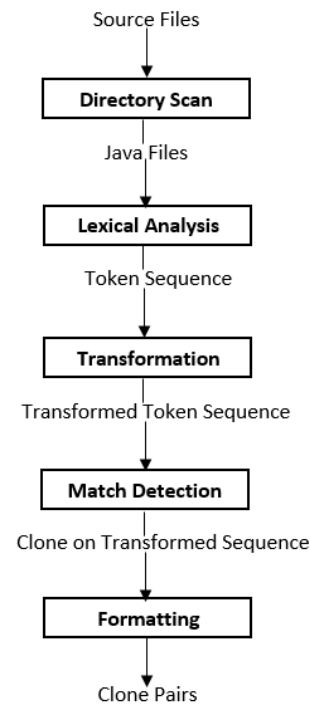 Source Files
Directory Scan
Java Files
Lexical Analysis
Token Sequence
Transformation
Transformed Token Sequence
Match Detection
Clone on Transformed Sequence
Formatting
Clone Pairs